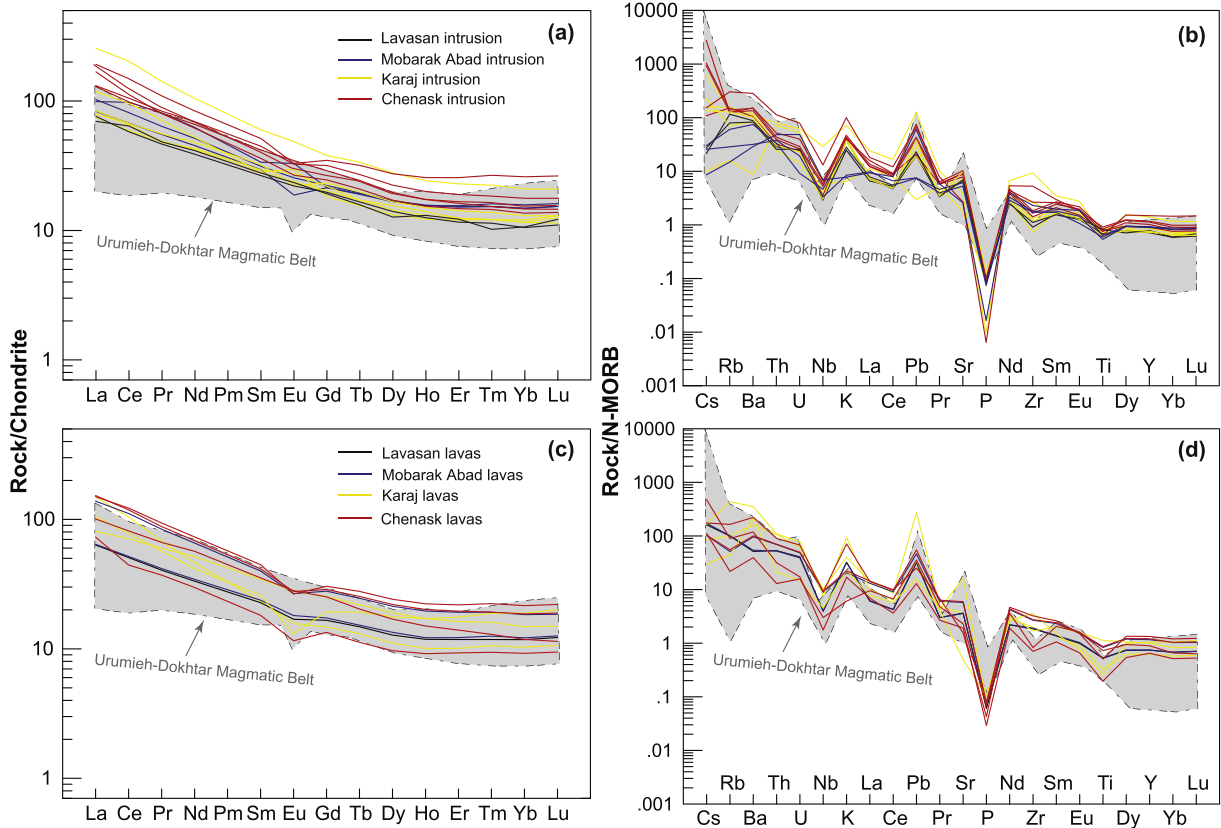 Rock/Chondrite
Rock/N-MORB
(a)
Lavasan intrusion
Mobarak Abad intrusion
Karaj intrusion
Chenask intrusion
100
10
1
Urumieh-Dokhtar Magmatic Belt
La Ce Pr Nd Pm Sm Eu Gd Tb Dy Ho Er Tm Yb Lu
(b)
10000
1000
100
10
1
.1
.01
.001
Urumieh-Dokhtar Magmatic Belt
Rb Th Nb La Pb Sr Nd Sm Ti Y Lu
Cs Ba U K Ce Pr P Zr Eu Dy Yb
(c)
Lavasan lavas
Mobarak Abad lavas
Karaj lavas
Chenask lavas
100
10
1
Urumieh-Dokhtar Magmatic Belt
La Ce Pr Nd Pm Sm Eu Gd Tb Dy Ho Er Tm Yb Lu
(d)
10000
1000
100
10
1
.1
.01
.001
Urumieh-Dokhtar Magmatic Belt
Rb Th Nb La Pb Sr Nd Sm Ti Y Lu
Cs Ba U K Ce Pr P Zr Eu Dy Yb